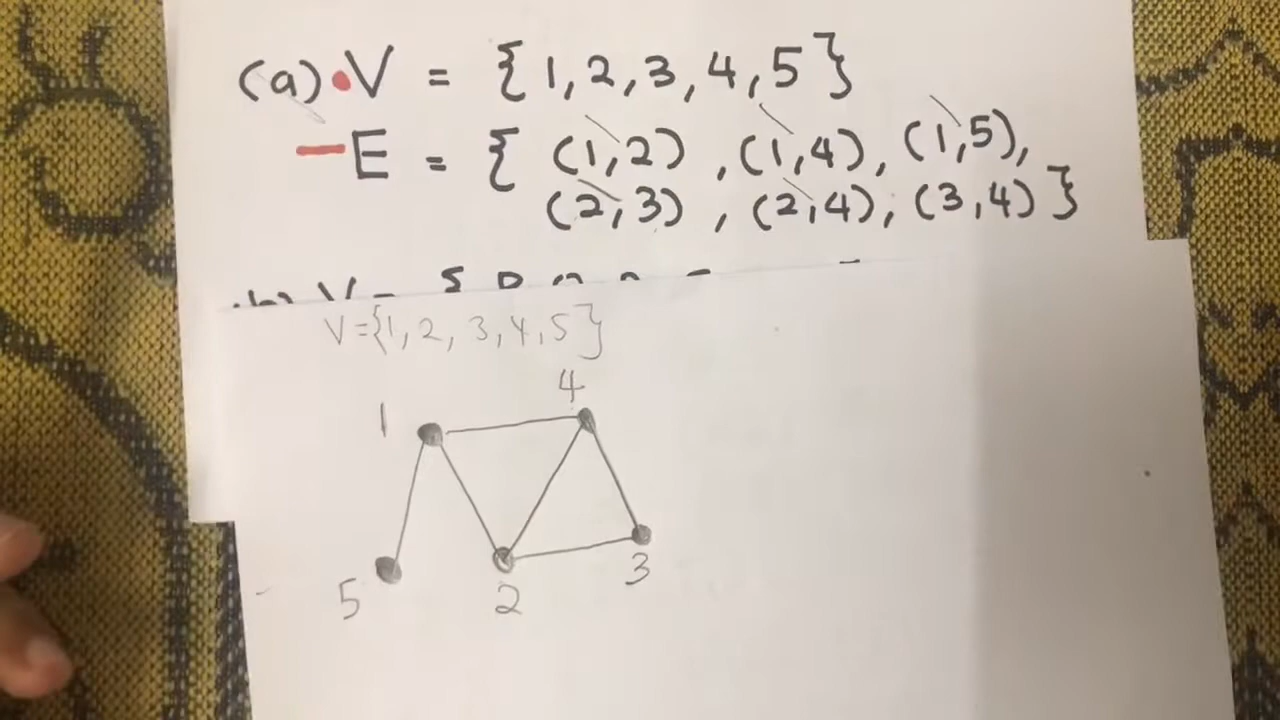 (a) • V = {1,2,3,4,5}
− E = { (1,2) , (1,4), (1,5),
(2,3) , (2,4), (3,4) }
V={1,2,3,4,5}
4
1
3
5
2